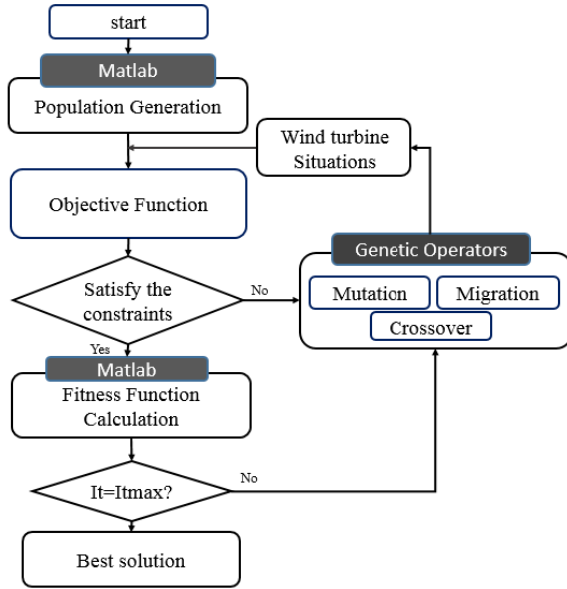 start
Matlab
Population Generation
Wind turbine
Situations
Objective Function
Genetic Operators
Mutation
Migration
Crossover
Satisfy the
constraints
No
Yes
Matlab
Fitness Function
Calculation
No
It=Itmax?
Best solution